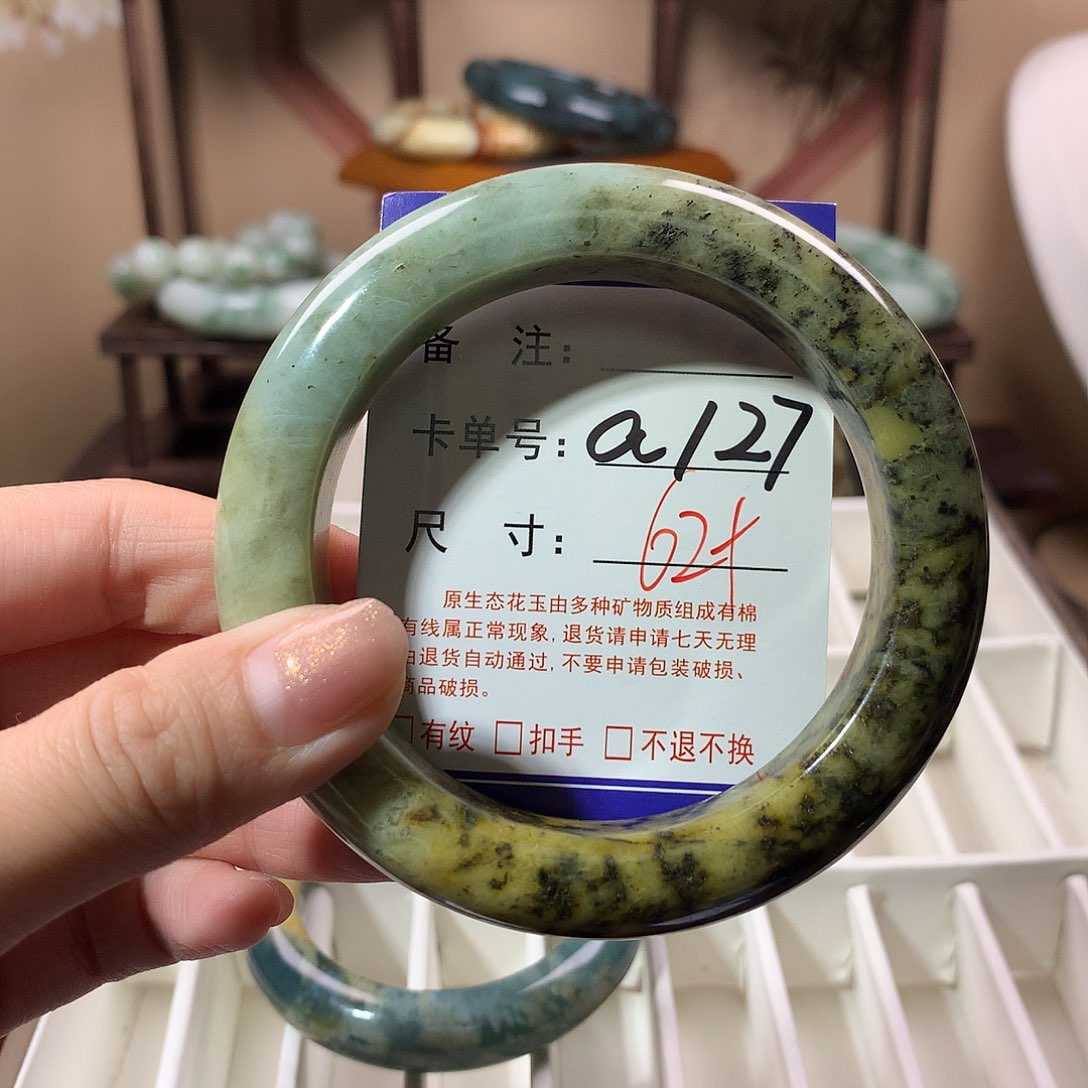 备 注:
卡单号: a127
尺 寸: 62+
原生态花玉由多种矿物质组成有棉
有线属正常现象,退货请申请七天无理
由退货自动通过,不要申请包装破损、
商品破损。
□有纹 □扣手 □不退不换